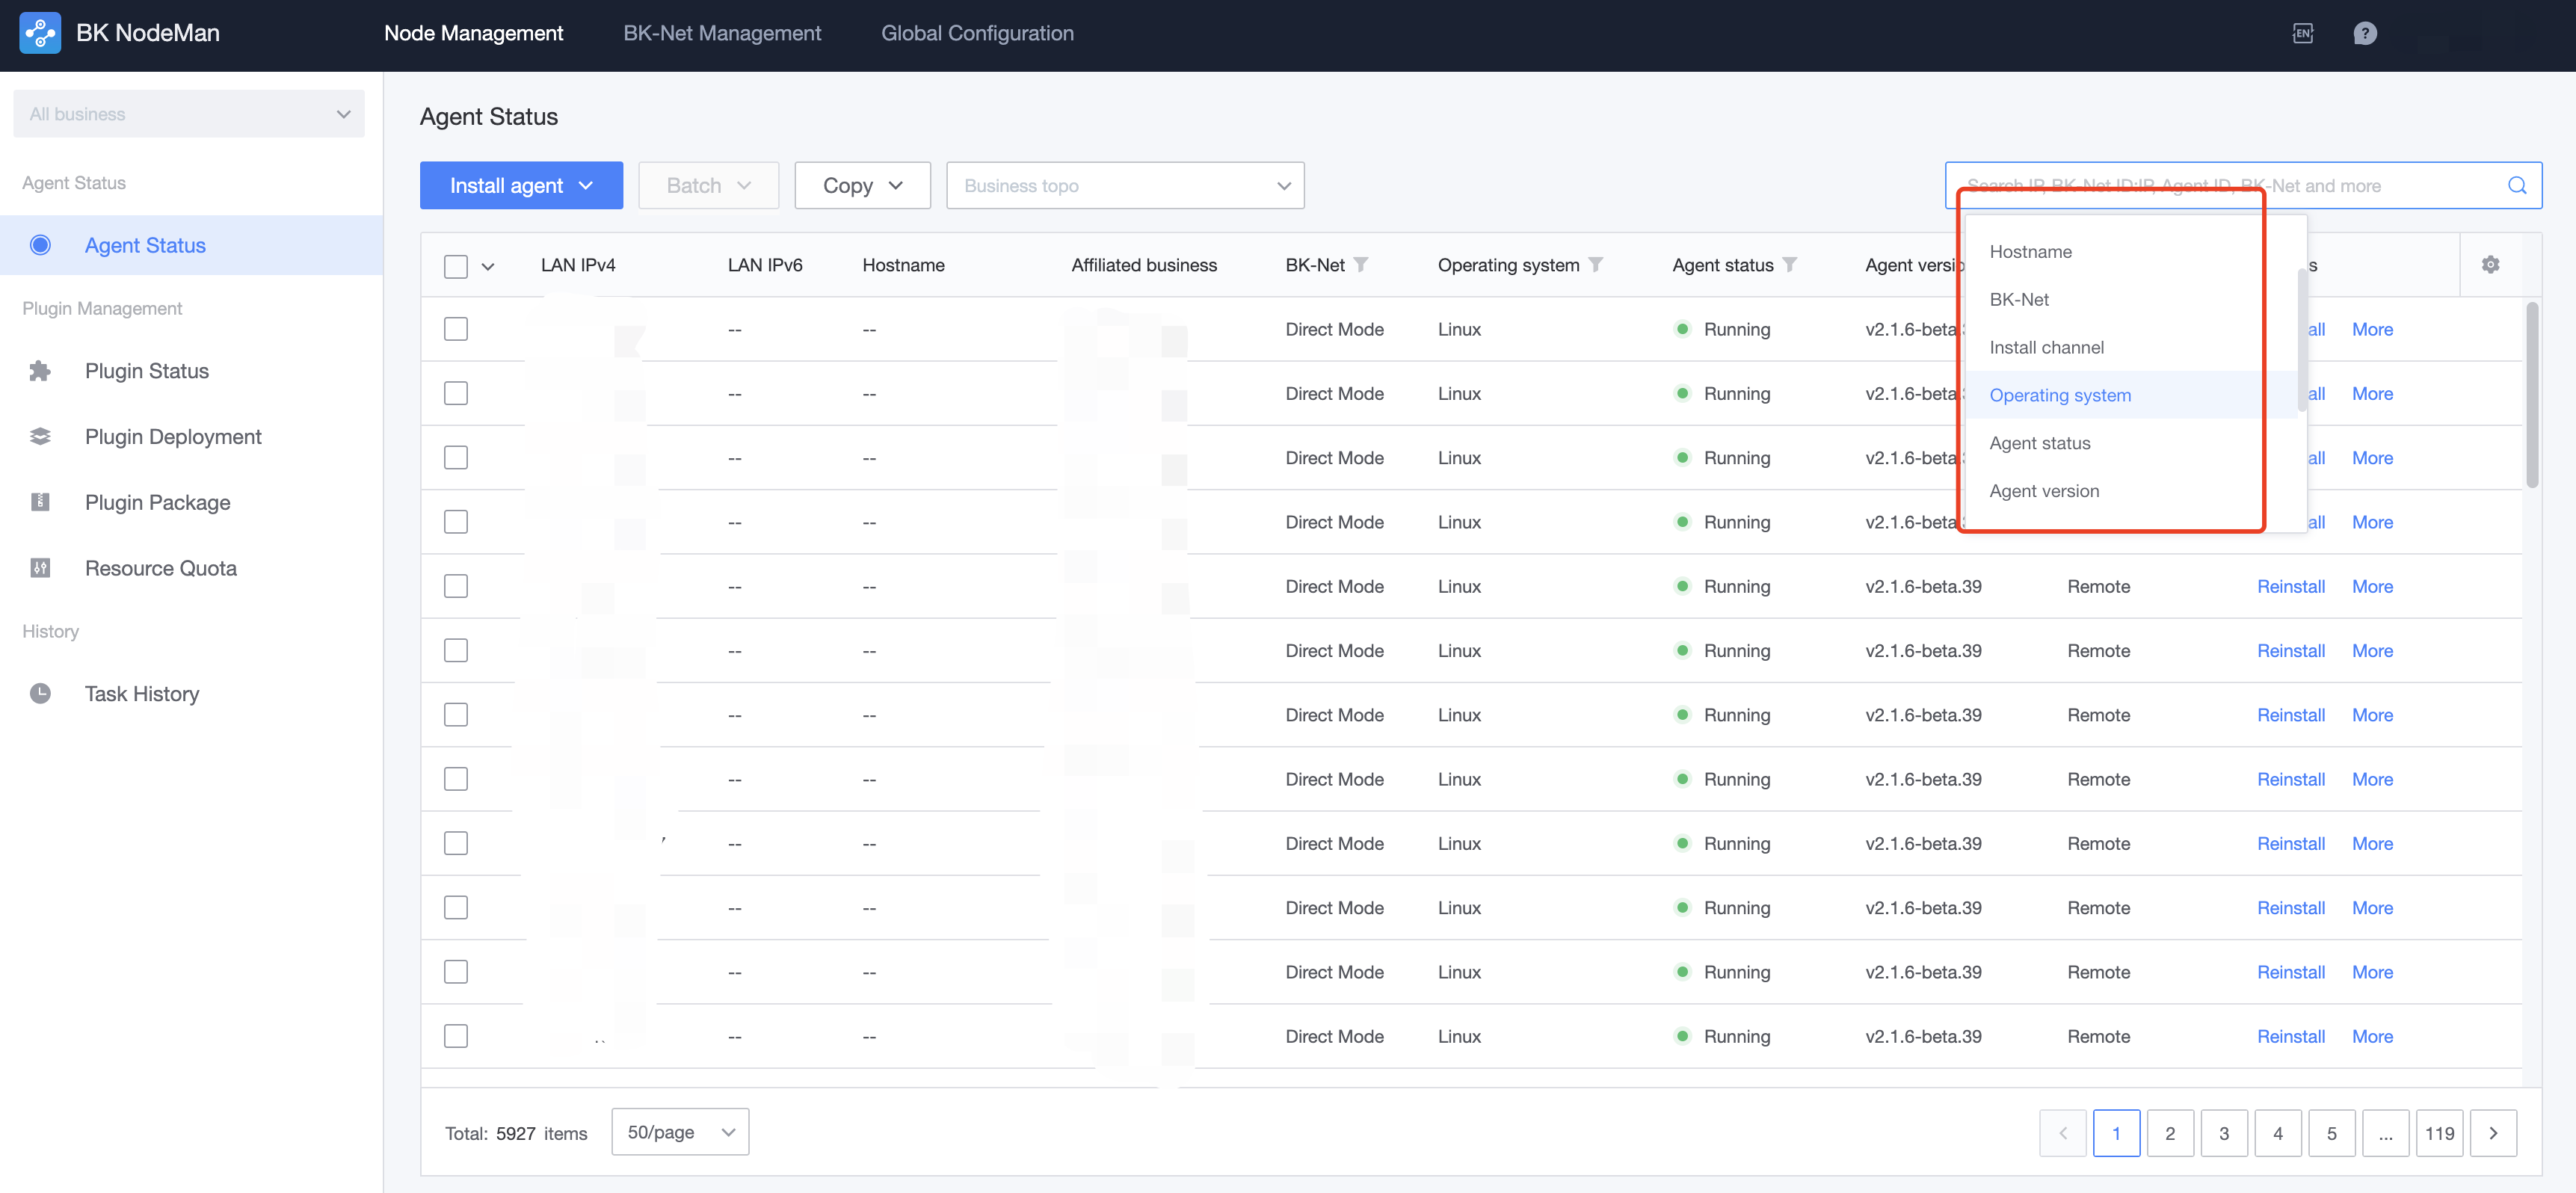 BK NodeMan
Node Management
BK-Net Management
Global Configuration
EN
?
All business
Agent Status
Agent Status
Plugin Management
Plugin Status
Plugin Deployment
Plugin Package
Resource Quota
History
Task History
Agent Status
Install agent
Batch
Copy
Business topo
Search IP, BK-Net ID:IP, Agent ID, BK-Net and more
Hostname
BK-Net
Install channel
Operating system
Agent status
Agent version
LAN IPv4 LAN IPv6 Hostname Affiliated business BK-Net Operating system Agent status Agent versio s
-- -- Direct Mode Linux Running v2.1.6-beta. all More
-- -- Direct Mode Linux Running v2.1.6-beta. all More
-- -- Direct Mode Linux Running v2.1.6-beta. all More
-- -- Direct Mode Linux Running v2.1.6-beta. all More
-- -- Direct Mode Linux Running v2.1.6-beta.39 Remote Reinstall More
-- -- Direct Mode Linux Running v2.1.6-beta.39 Remote Reinstall More
-- -- Direct Mode Linux Running v2.1.6-beta.39 Remote Reinstall More
-- -- Direct Mode Linux Running v2.1.6-beta.39 Remote Reinstall More
-- -- Direct Mode Linux Running v2.1.6-beta.39 Remote Reinstall More
-- -- Direct Mode Linux Running v2.1.6-beta.39 Remote Reinstall More
-- -- Direct Mode Linux Running v2.1.6-beta.39 Remote Reinstall More
-- -- Direct Mode Linux Running v2.1.6-beta.39 Remote Reinstall More
Total: 5927 items 50/page 1 2 3 4 5 ... 119